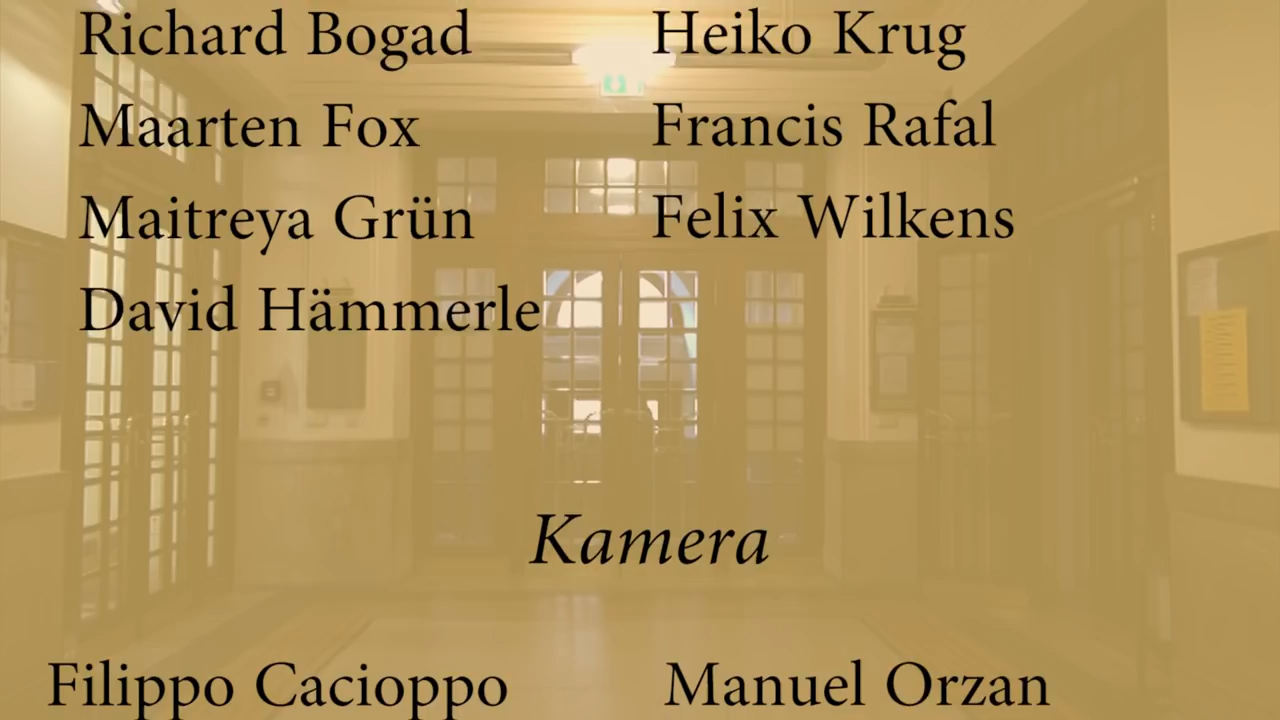 Richard Bogad
Maarten Fox
Maitreya Grün
David Hämmerle
Heiko Krug
Francis Rafal
Felix Wilkens
Kamera
Filippo Cacioppo
Manuel Orzan